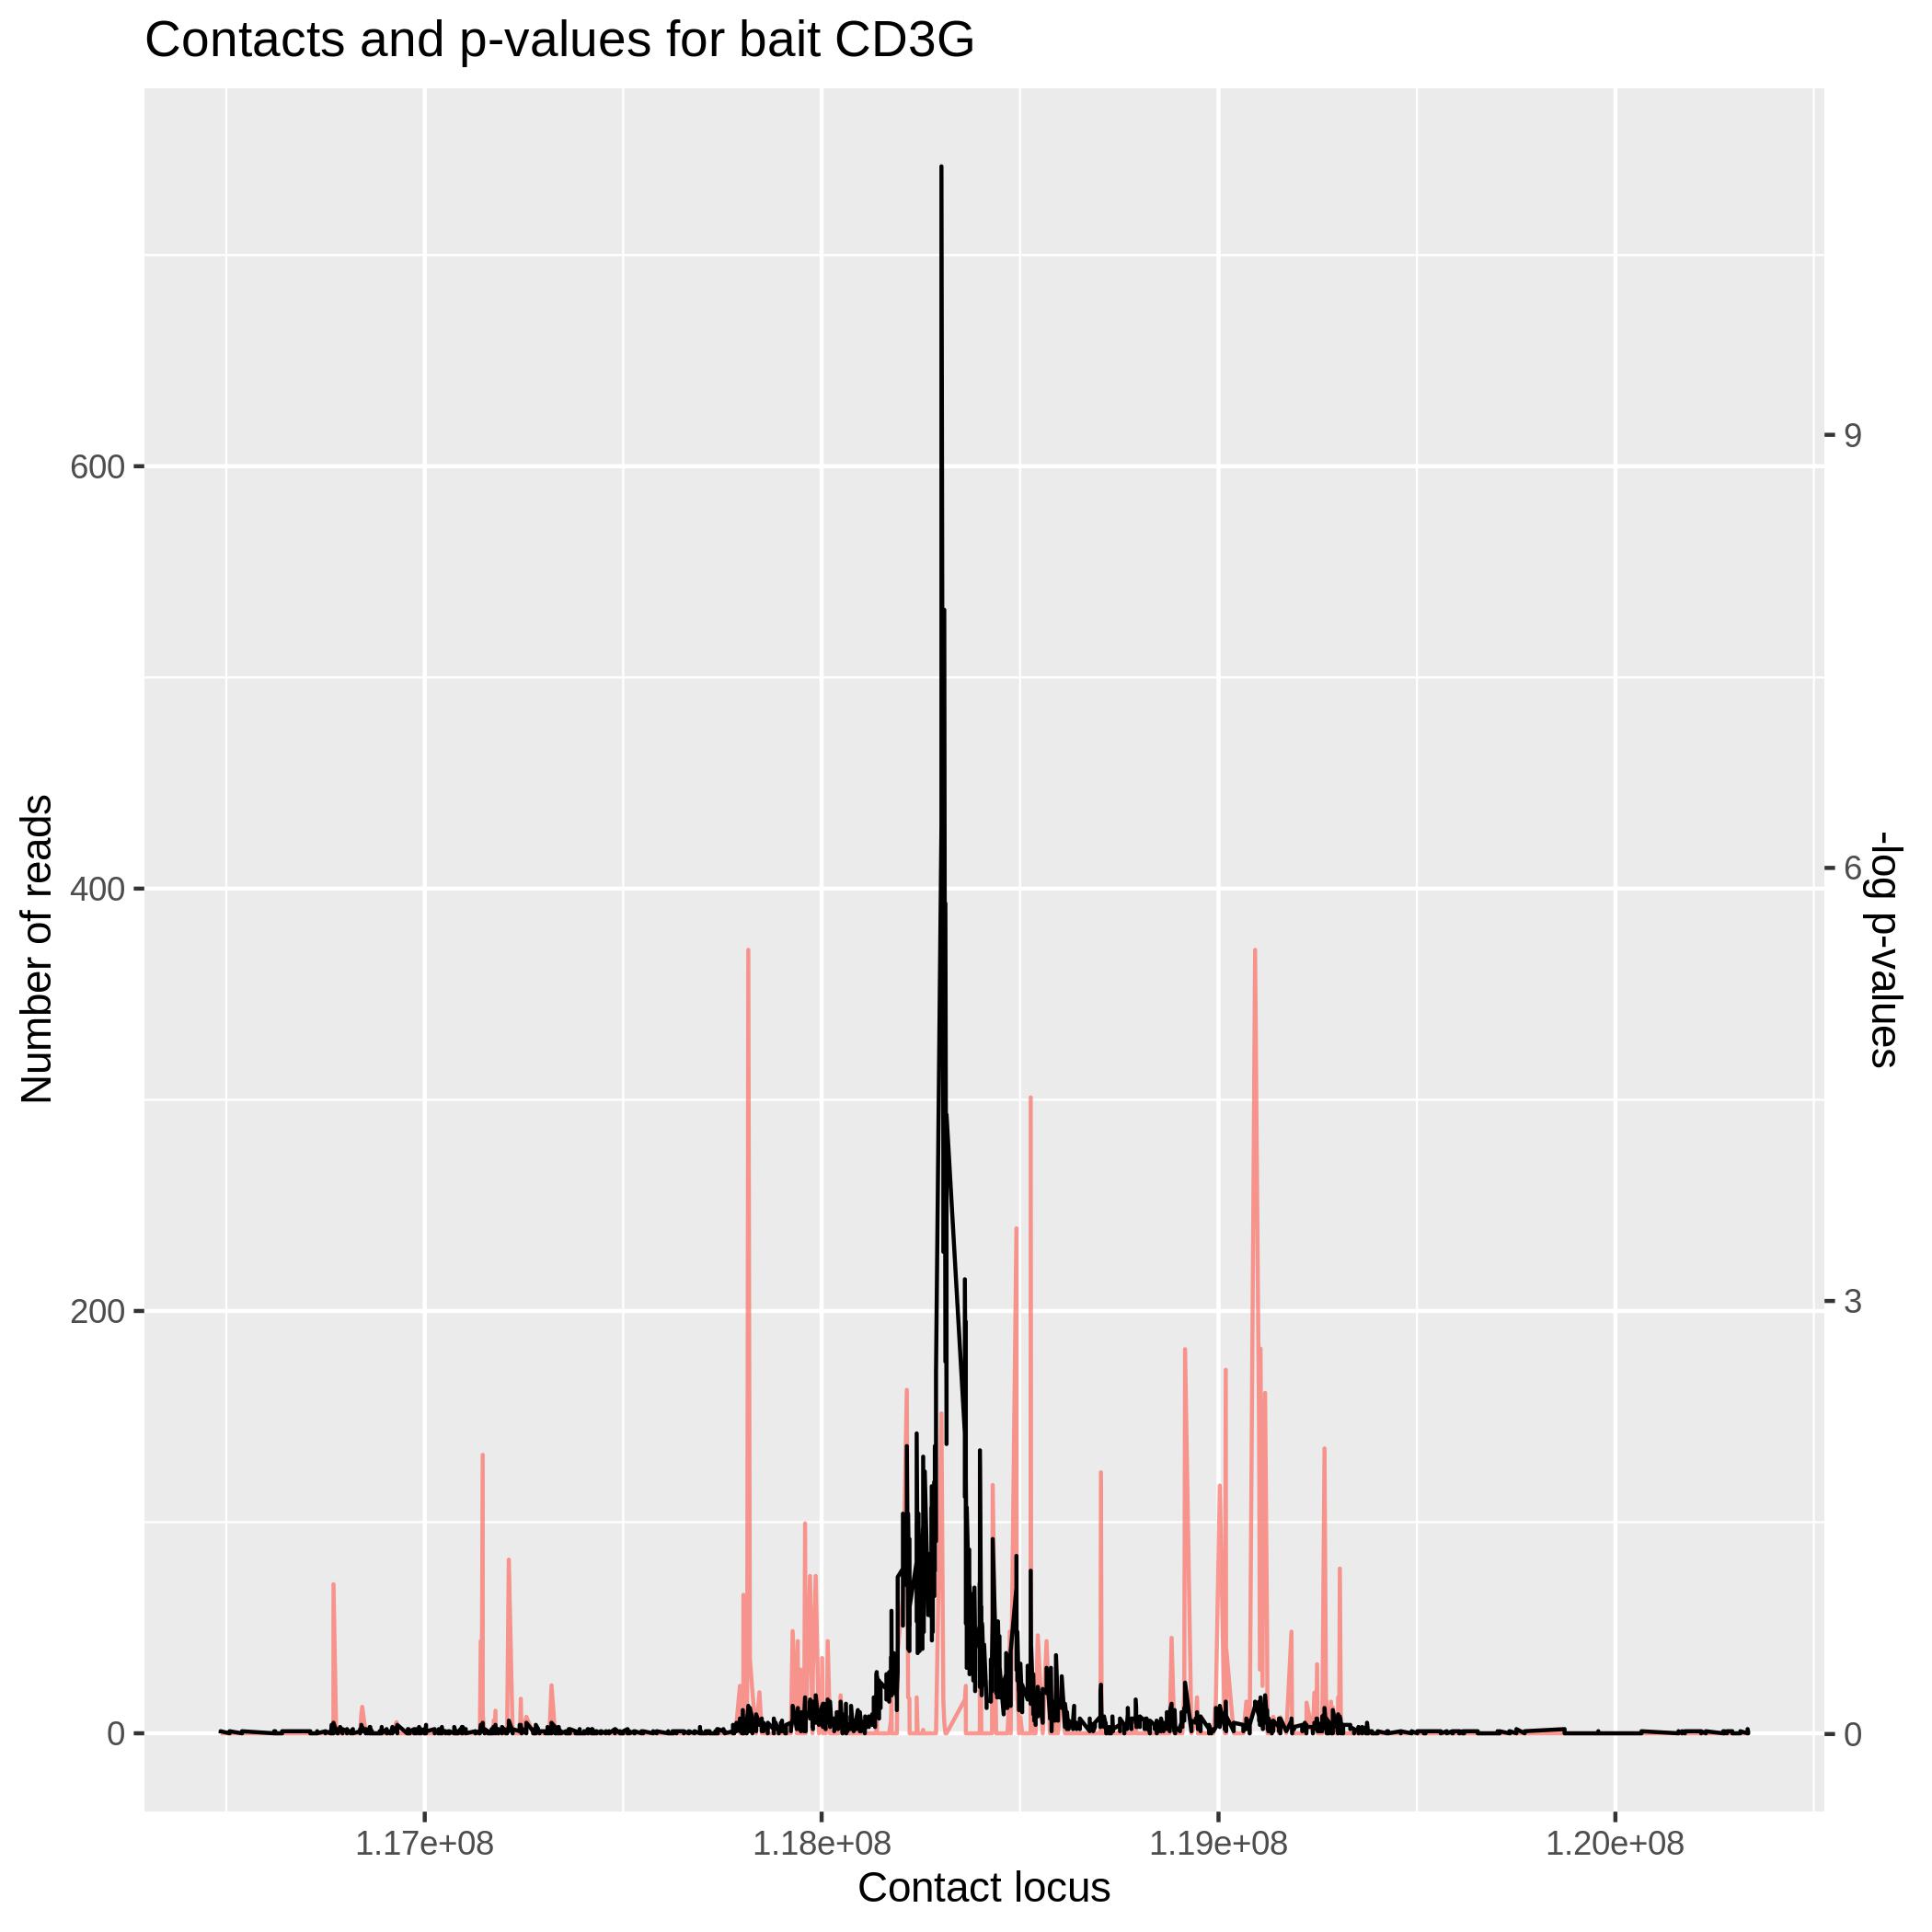 Contacts and p-values for bait CD3G
Number of reads
600
400
200
0
9
6
3
0
-log p-values
1.17e+08
1.18e+08
1.19e+08
1.20e+08
Contact locus